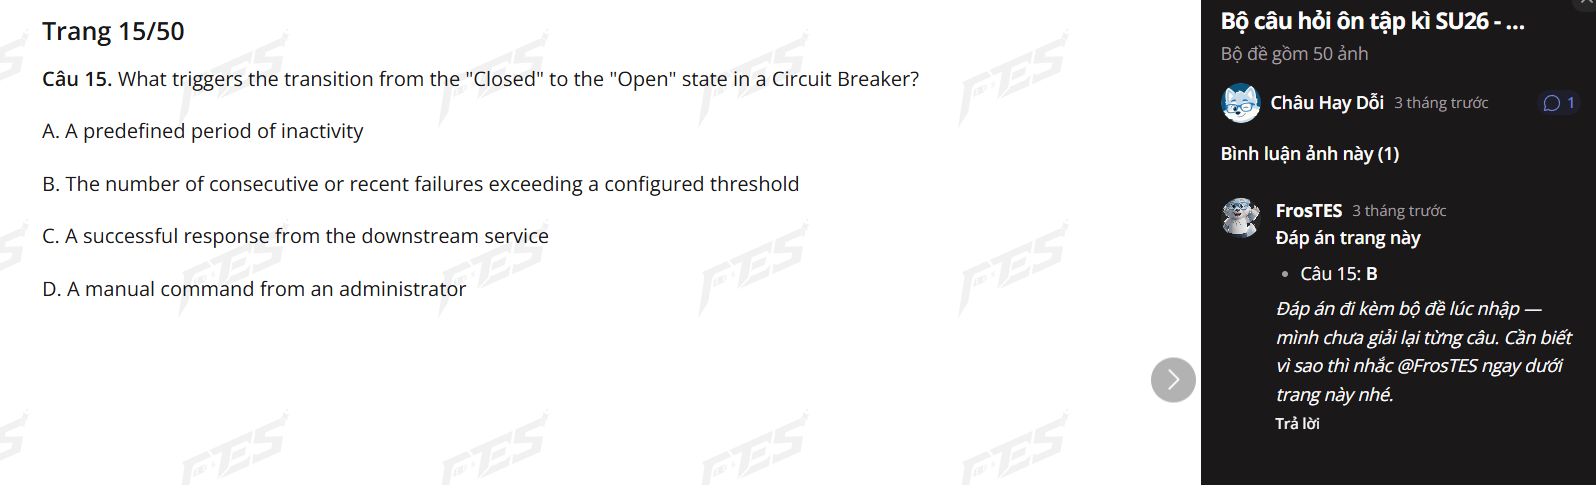 Trang 15/50
Câu 15. What triggers the transition from the "Closed" to the "Open" state in a Circuit Breaker?
A. A predefined period of inactivity
B. The number of consecutive or recent failures exceeding a configured threshold
C. A successful response from the downstream service
D. A manual command from an administrator
Bộ câu hỏi ôn tập kì SU26 - ...
Bộ đề gồm 50 ảnh
Châu Hay Dỗi 3 tháng trước 1
Bình luận ảnh này (1)
FrosTES 3 tháng trước
Đáp án trang này
• Câu 15: B
Đáp án đi kèm bộ đề lúc nhập —
mình chưa giải lại từng câu. Cần biết
vì sao thì nhắc @FrosTES ngay dưới
trang này nhé.
Trả lời
FTES